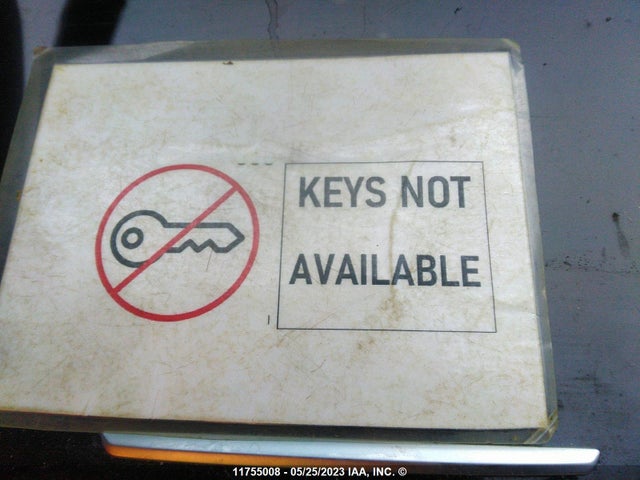 KEYS NOT
AVAILABLE
11755008 - 05/25/2023 IAA, INC. ©